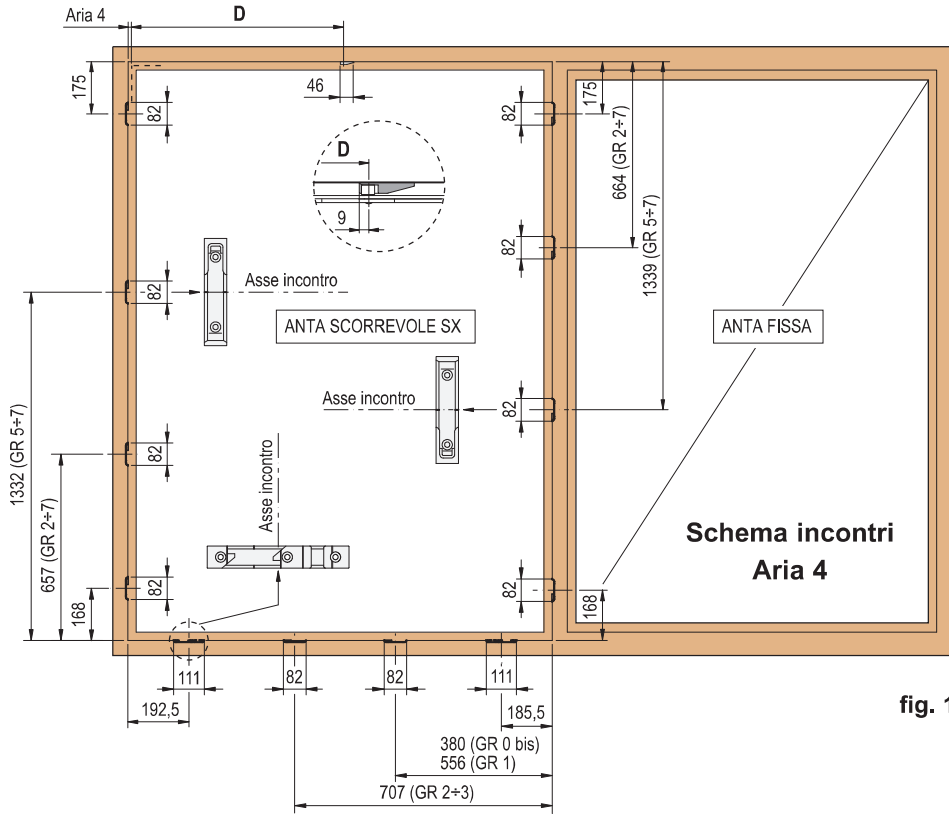 Aria 4
D
175
46
82
82
175
664 (GR 2÷7)
1339 (GR 5÷7)
D
9
82
82
Asse incontro
ANTA SCORREVOLE SX
ANTA FISSA
Asse incontro
82
1332 (GR 5÷7)
657 (GR 2÷7)
82
Asse incontro
Schema incontri
Aria 4
168
82
82
168
111
82
82
111
192,5
185,5
fig. 1
380 (GR 0 bis)
556 (GR 1)
707 (GR 2÷3)